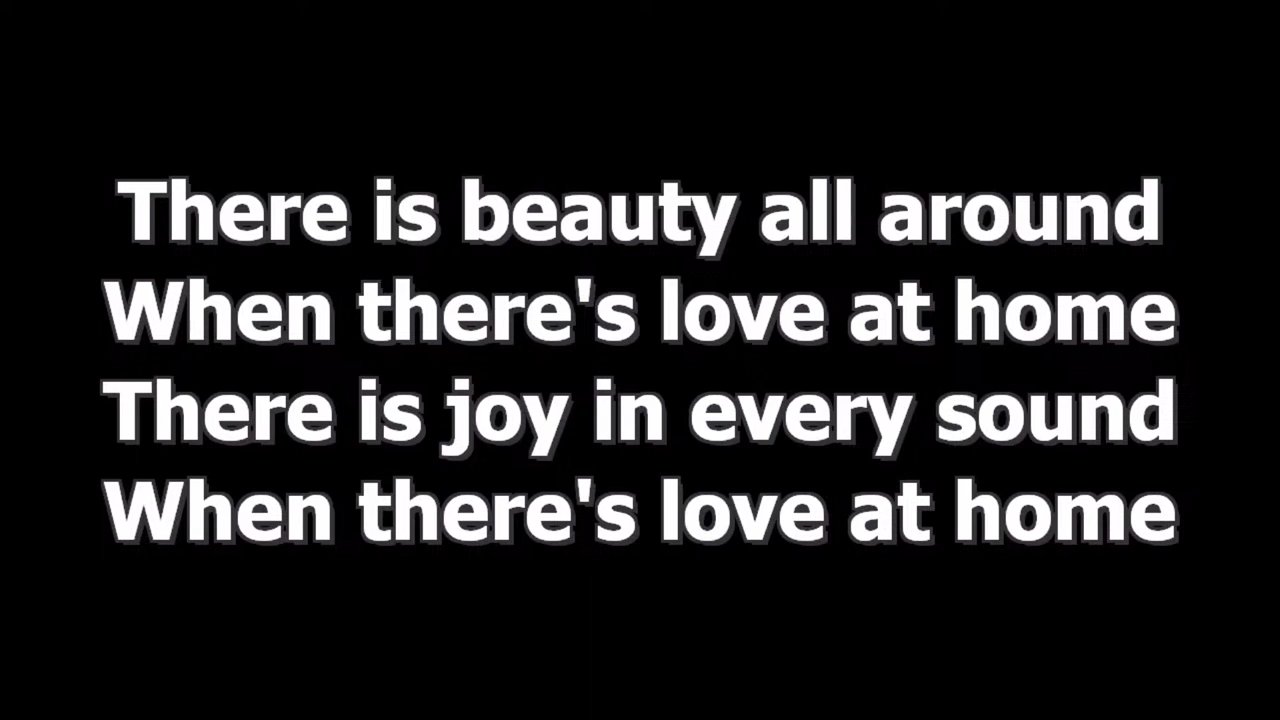 There is beauty all around
When there's love at home
There is joy in every sound
When there's love at home